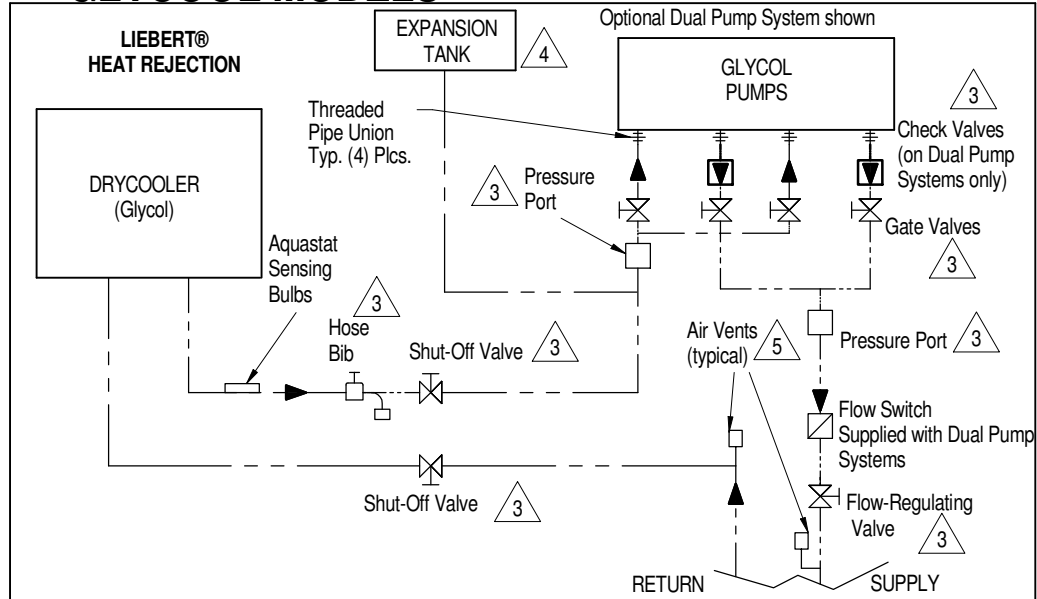 LIEBERT®
HEAT REJECTION
EXPANSION
TANK
4
Optional Dual Pump System shown
GLYCOL
PUMPS
3
Check Valves
(on Dual Pump
Systems only)
Threaded
Pipe Union
Typ. (4) Plcs.
DRYCOOLER
(Glycol)
3
Pressure
Port
Gate Valves
3
Aquastat
Sensing
Bulbs
3
Hose
Bib
Shut-Off Valve
3
Air Vents
(typical)
5
Pressure Port
3
Flow Switch
Supplied with Dual Pump
Systems
Shut-Off Valve
3
Flow-Regulating
Valve
3
RETURN
SUPPLY